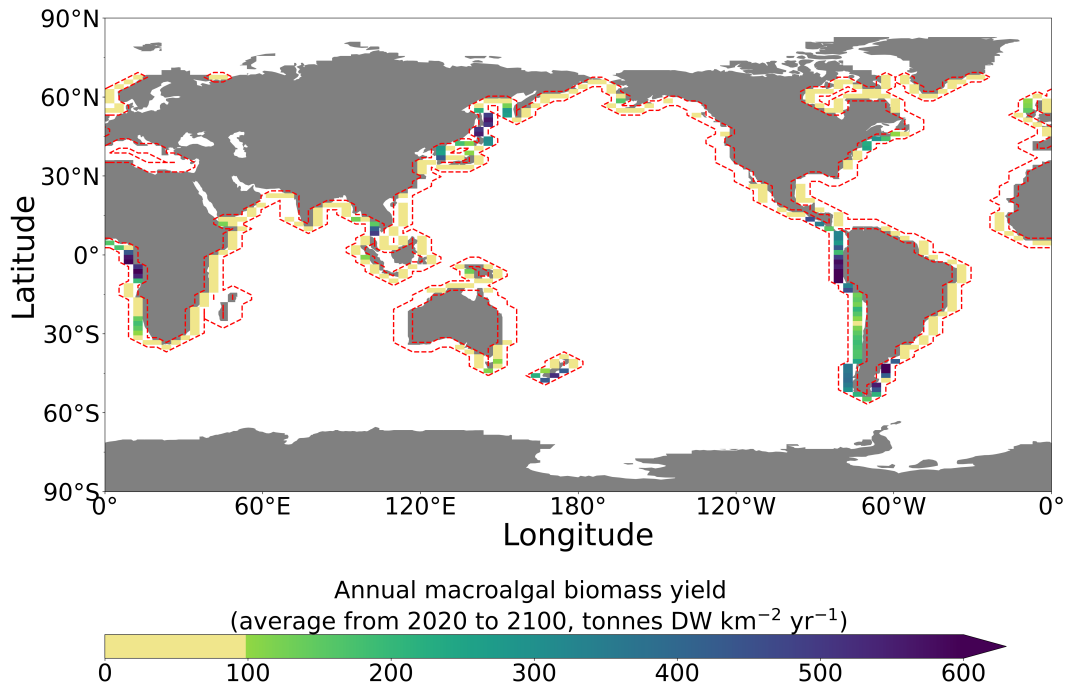 90°N
60°N
30°N
0°
30°S
60°S
90°S
Latitude
0° 60°E 120°E 180° 120°W 60°W 0°
Longitude
Annual macroalgal biomass yield
(average from 2020 to 2100, tonnes DW km⁻² yr⁻¹)
0 100 200 300 400 500 600